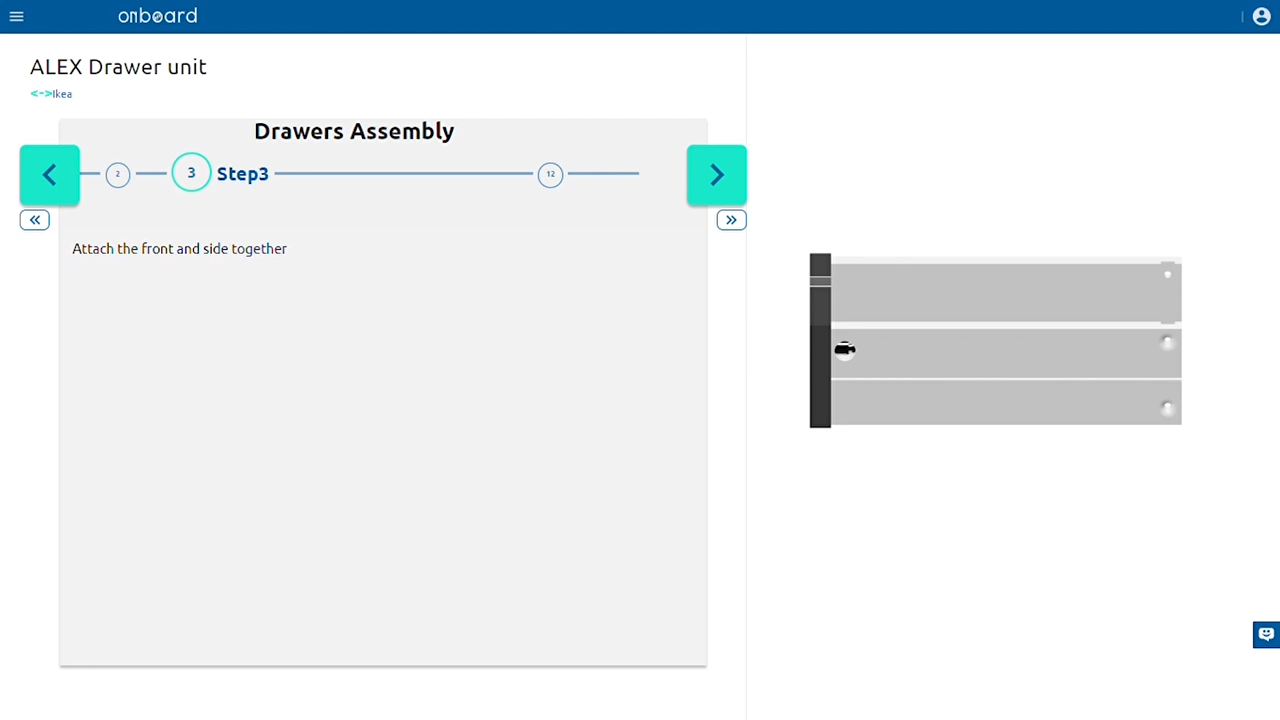 onboard
ALEX Drawer unit
<->Ikea
Drawers Assembly
2
3
Step3
12
Attach the front and side together